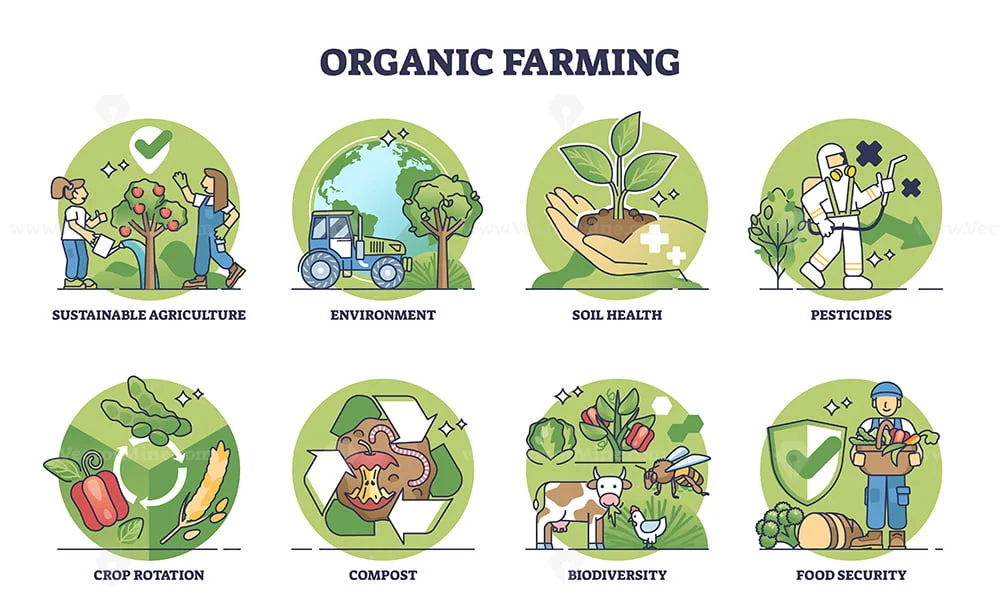 ORGANIC FARMING
SUSTAINABLE AGRICULTURE
ENVIRONMENT
SOIL HEALTH
PESTICIDES
CROP ROTATION
COMPOST
BIODIVERSITY
FOOD SECURITY